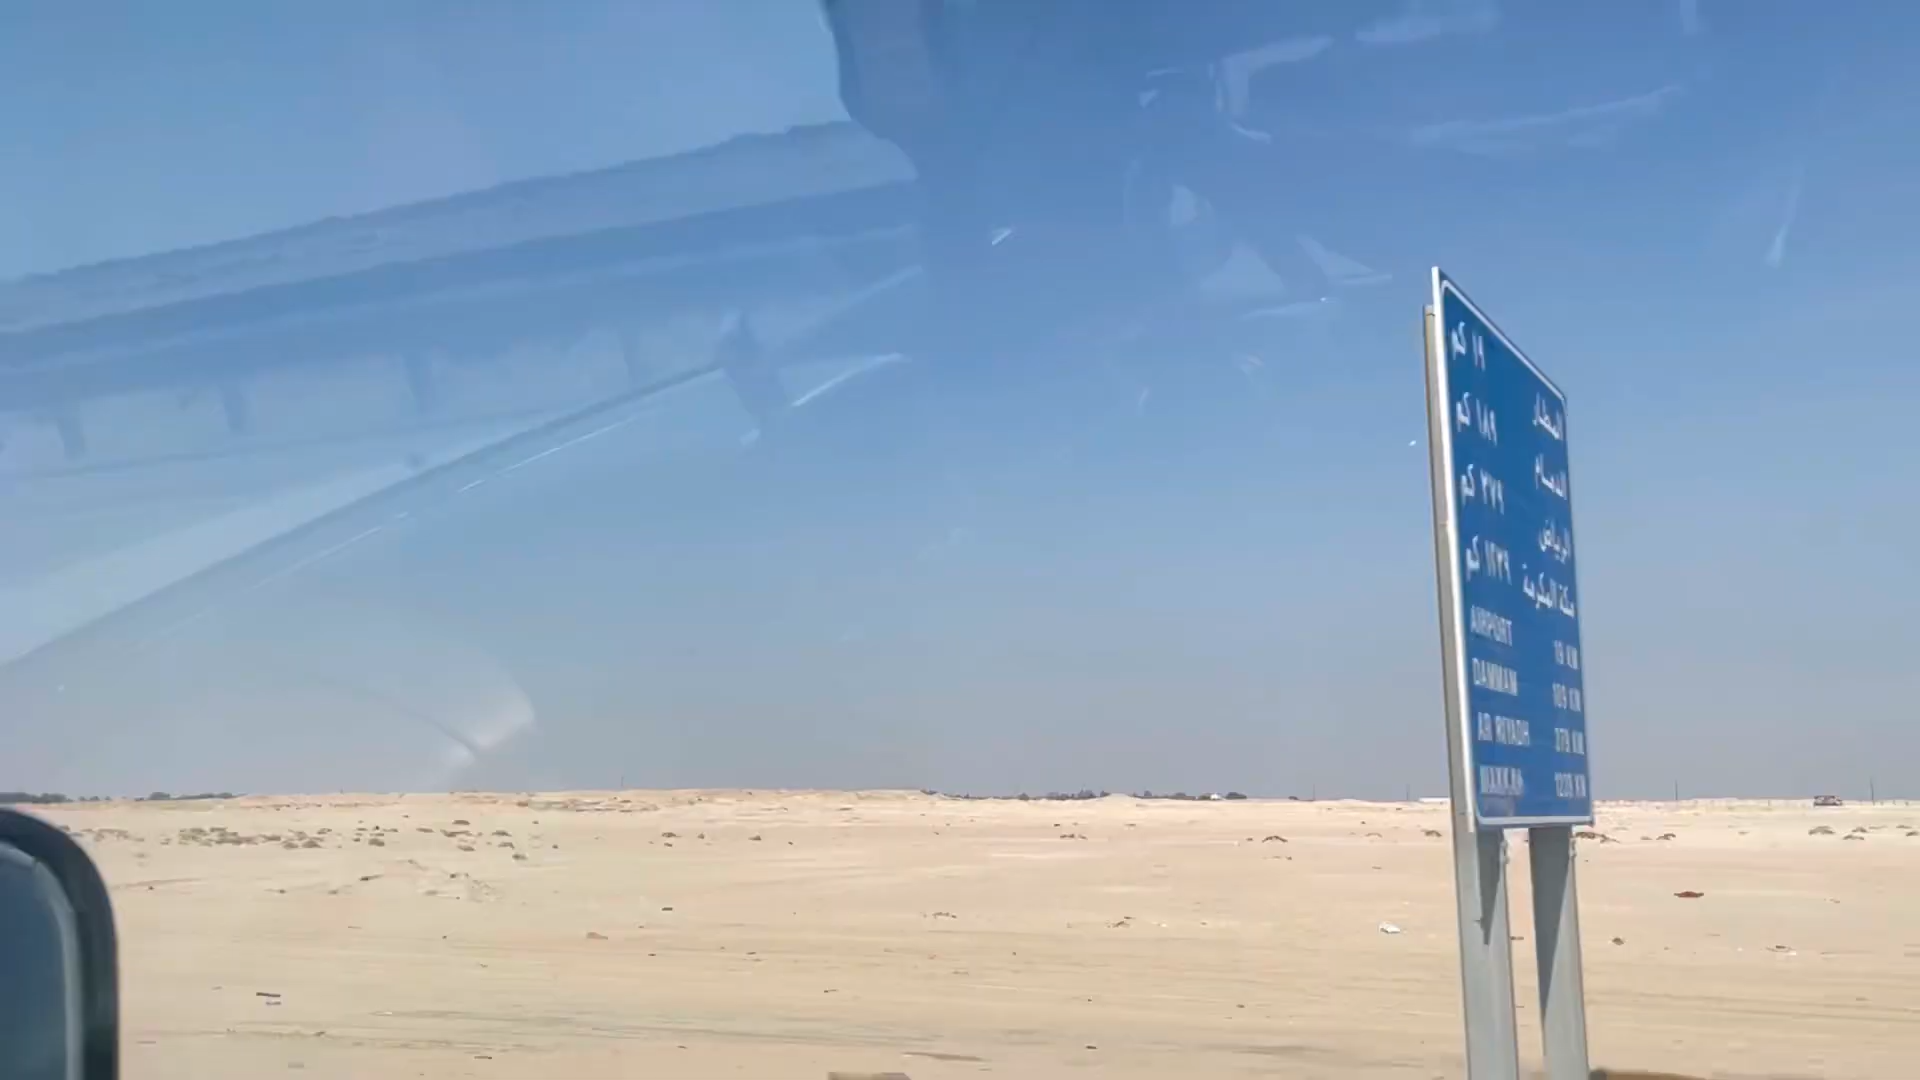 المطار ١٩ كم
الدمام ١٨٩ كم
الرياض ٣٧٩ كم
مكة المكرمة ١٢٣٩ كم
AIRPORT 19 KM
DAMMAM 189 KM
AR RIYADH 379 KM
MAKKAH 1239 KM